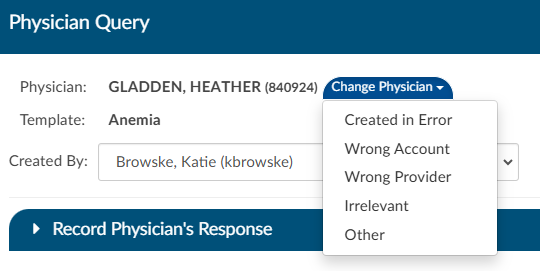 Physician Query
Physician: GLADDEN, HEATHER (840924) Change Physician
Template: Anemia
Created By: Browske, Katie (kbrowske)
Created in Error
Wrong Account
Wrong Provider
Irrelevant
Other
Record Physician's Response